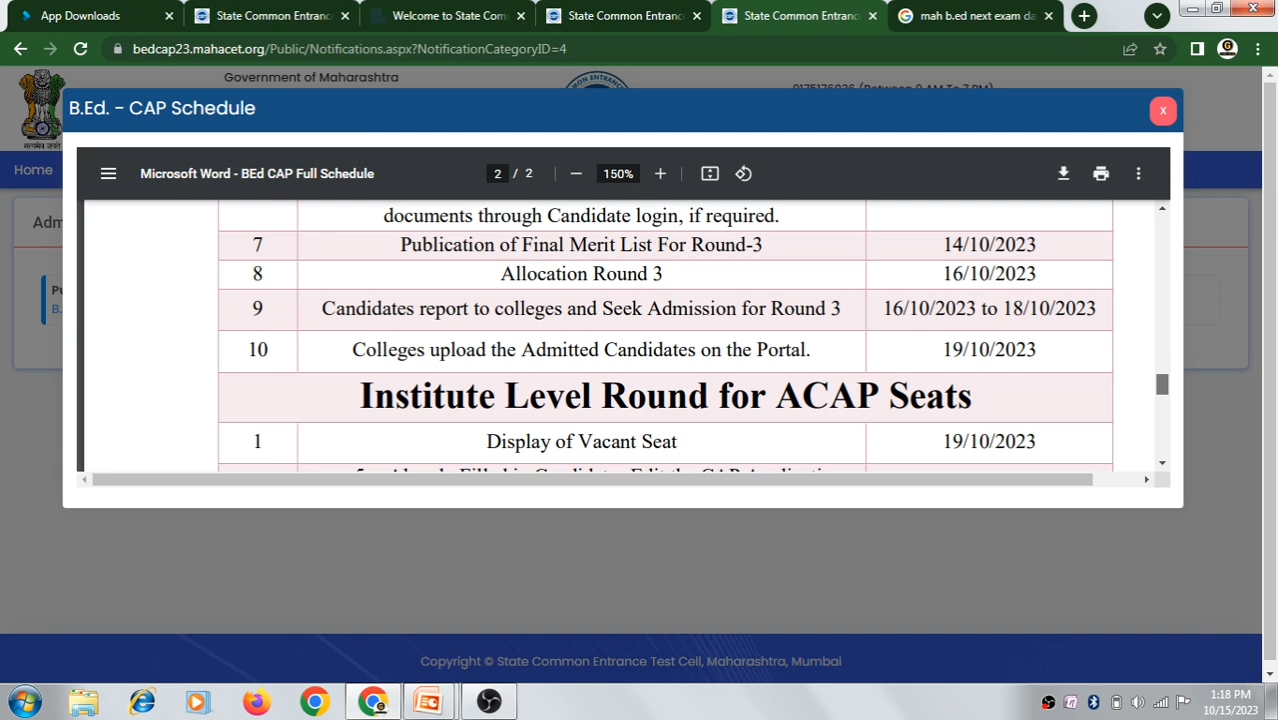 App Downloads
State Common Entranc
Welcome to State Com
State Common Entranc
State Common Entranc
mah b.ed next exam da
bedcap23.mahacet.org/Public/Notifications.aspx?NotificationCategoryID=4
Government of Maharashtra
B.Ed. - CAP Schedule
x
Home
Microsoft Word - BEd CAP Full Schedule
2 / 2
150%
Adm
documents through Candidate login, if required.
7 Publication of Final Merit List For Round-3 14/10/2023
8 Allocation Round 3 16/10/2023
9 Candidates report to colleges and Seek Admission for Round 3 16/10/2023 to 18/10/2023
10 Colleges upload the Admitted Candidates on the Portal. 19/10/2023
Institute Level Round for ACAP Seats
1 Display of Vacant Seat 19/10/2023
Copyright © State Common Entrance Test Cell, Maharashtra, Mumbai
1:18 PM
10/15/2023